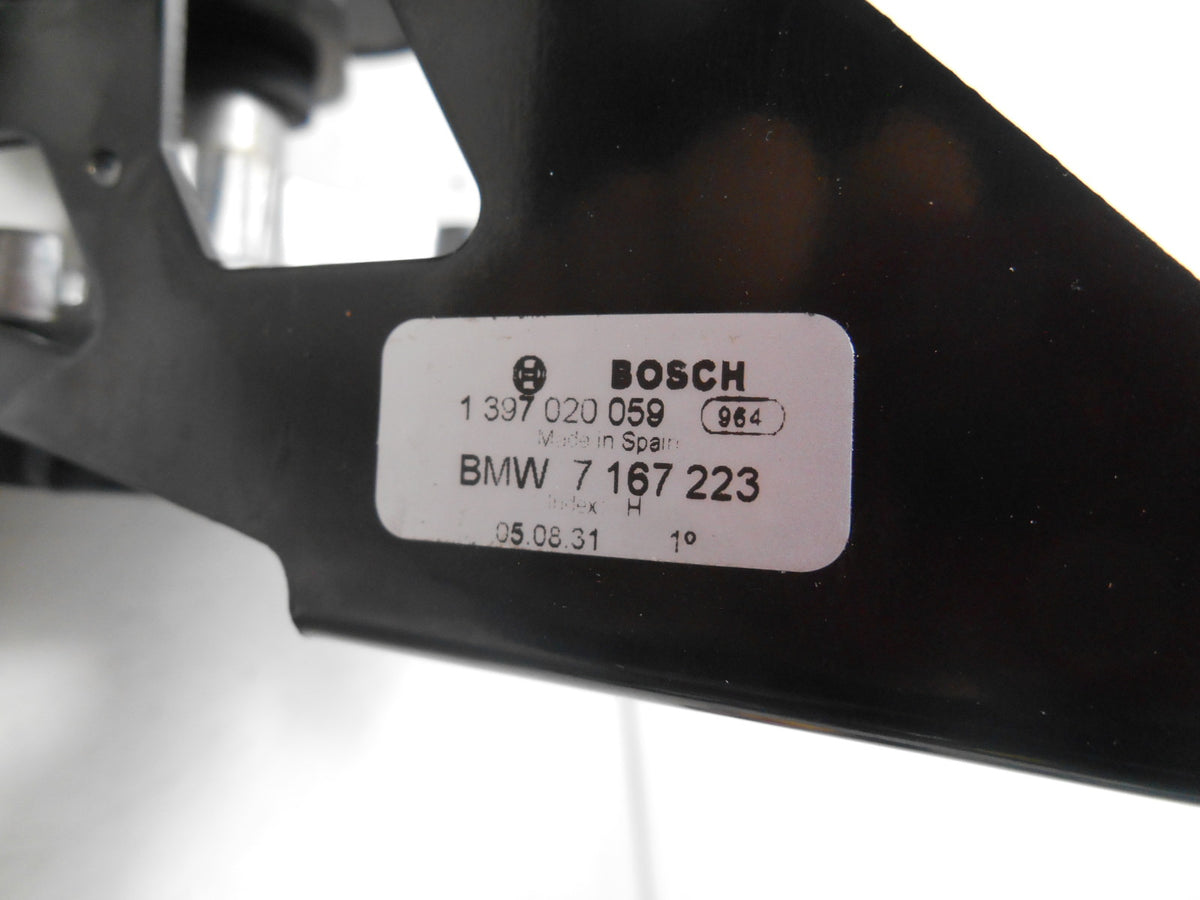 BOSCH
1 397 020 059 964
Made in Spain
BMW 7 167 223
Index: H
05.08.31 1º